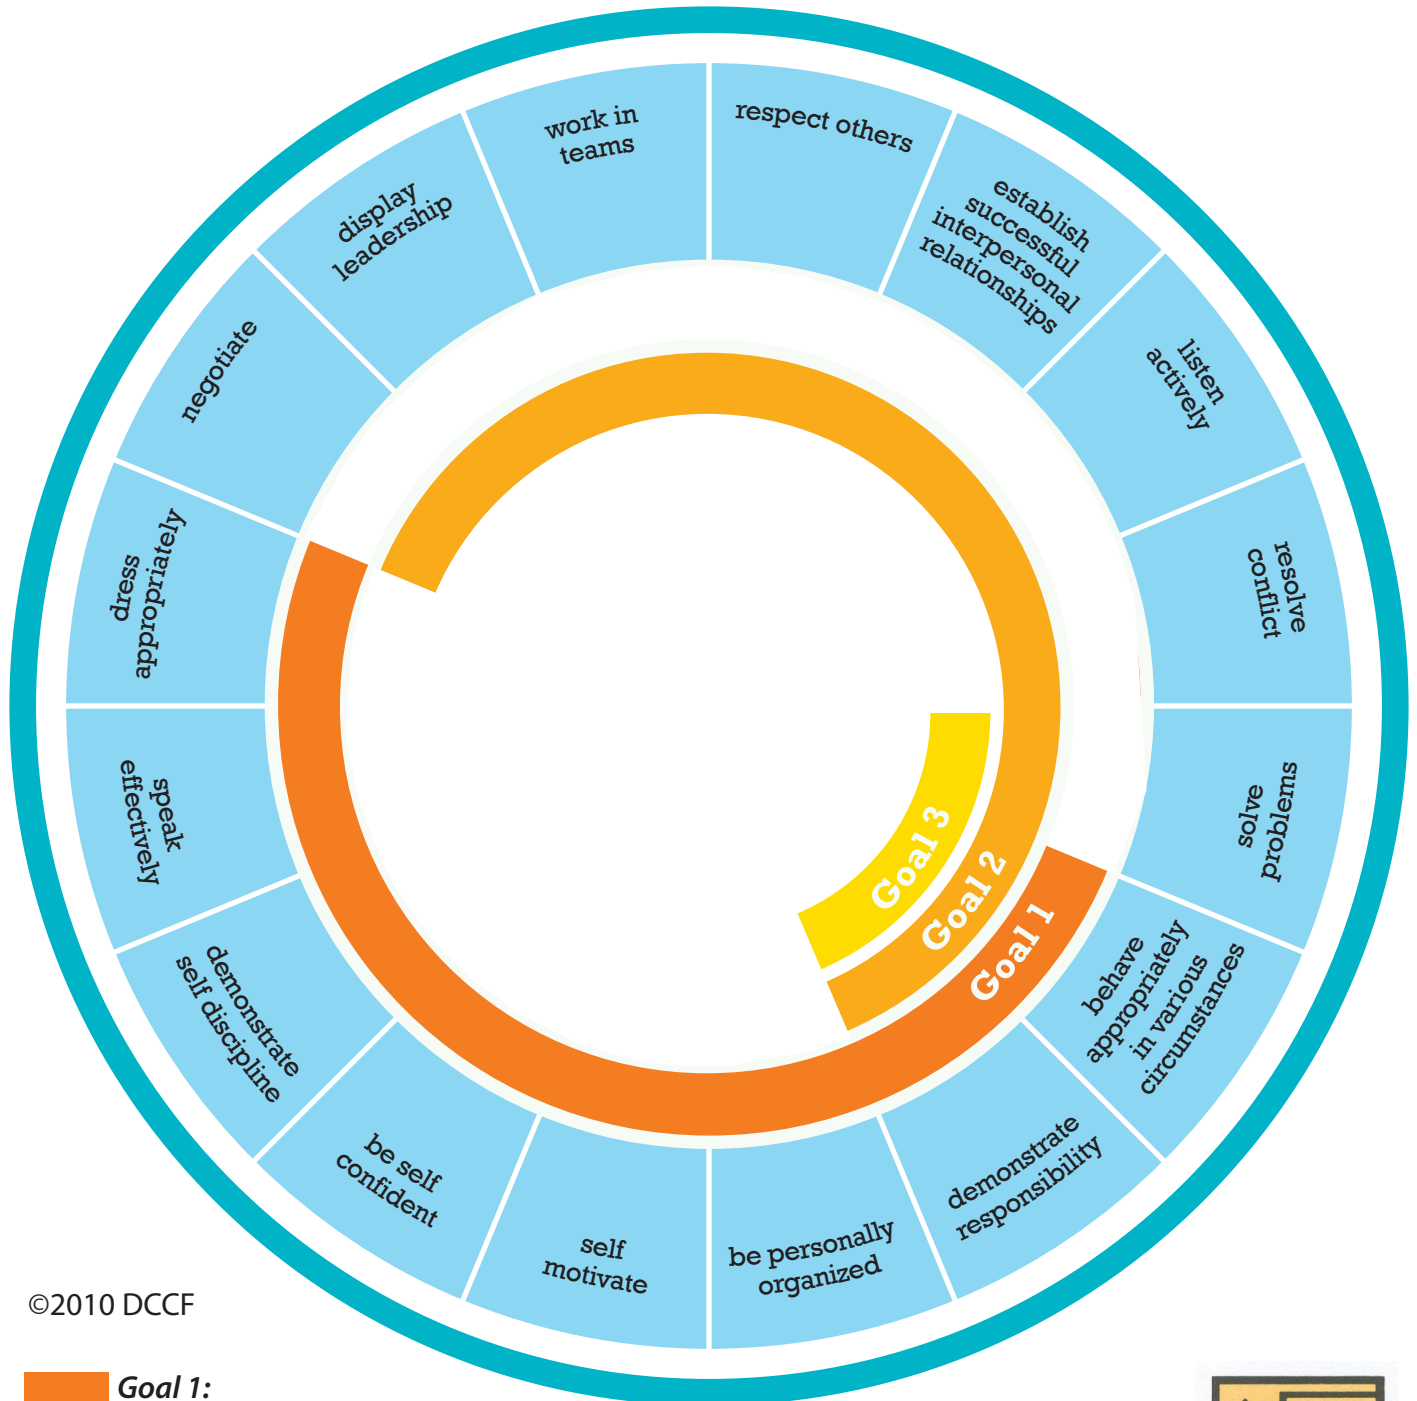 respect others
establish
successful
interpersonal
relationships
listen
actively
resolve
conflict
solve
problems
behave
appropriately
in various
circumstances
demonstrate
responsibility
be personally
organized
self
motivate
be self
confident
demonstrate
self discipline
speak
effectively
dress
appropriately
negotiate
display
leadership
work in
teams
Goal 3
Goal 2
Goal 1
©2010 DCCF
Goal 1: